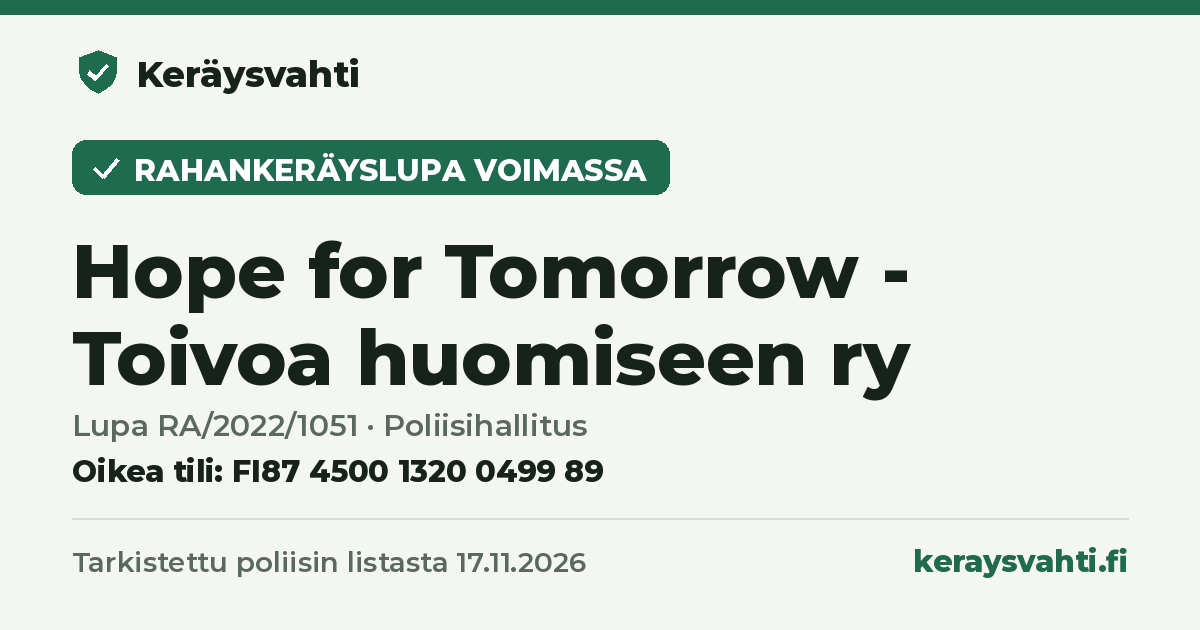 Keräysvahti
RAHANKERÄYSLUPA VOIMASSA
Hope for Tomorrow -
Toivoa huomiseen ry
Lupa RA/2022/1051 · Poliisihallitus
Oikea tili: FI87 4500 1320 0499 89
Tarkistettu poliisin listasta 17.11.2026
keraysvahti.fi